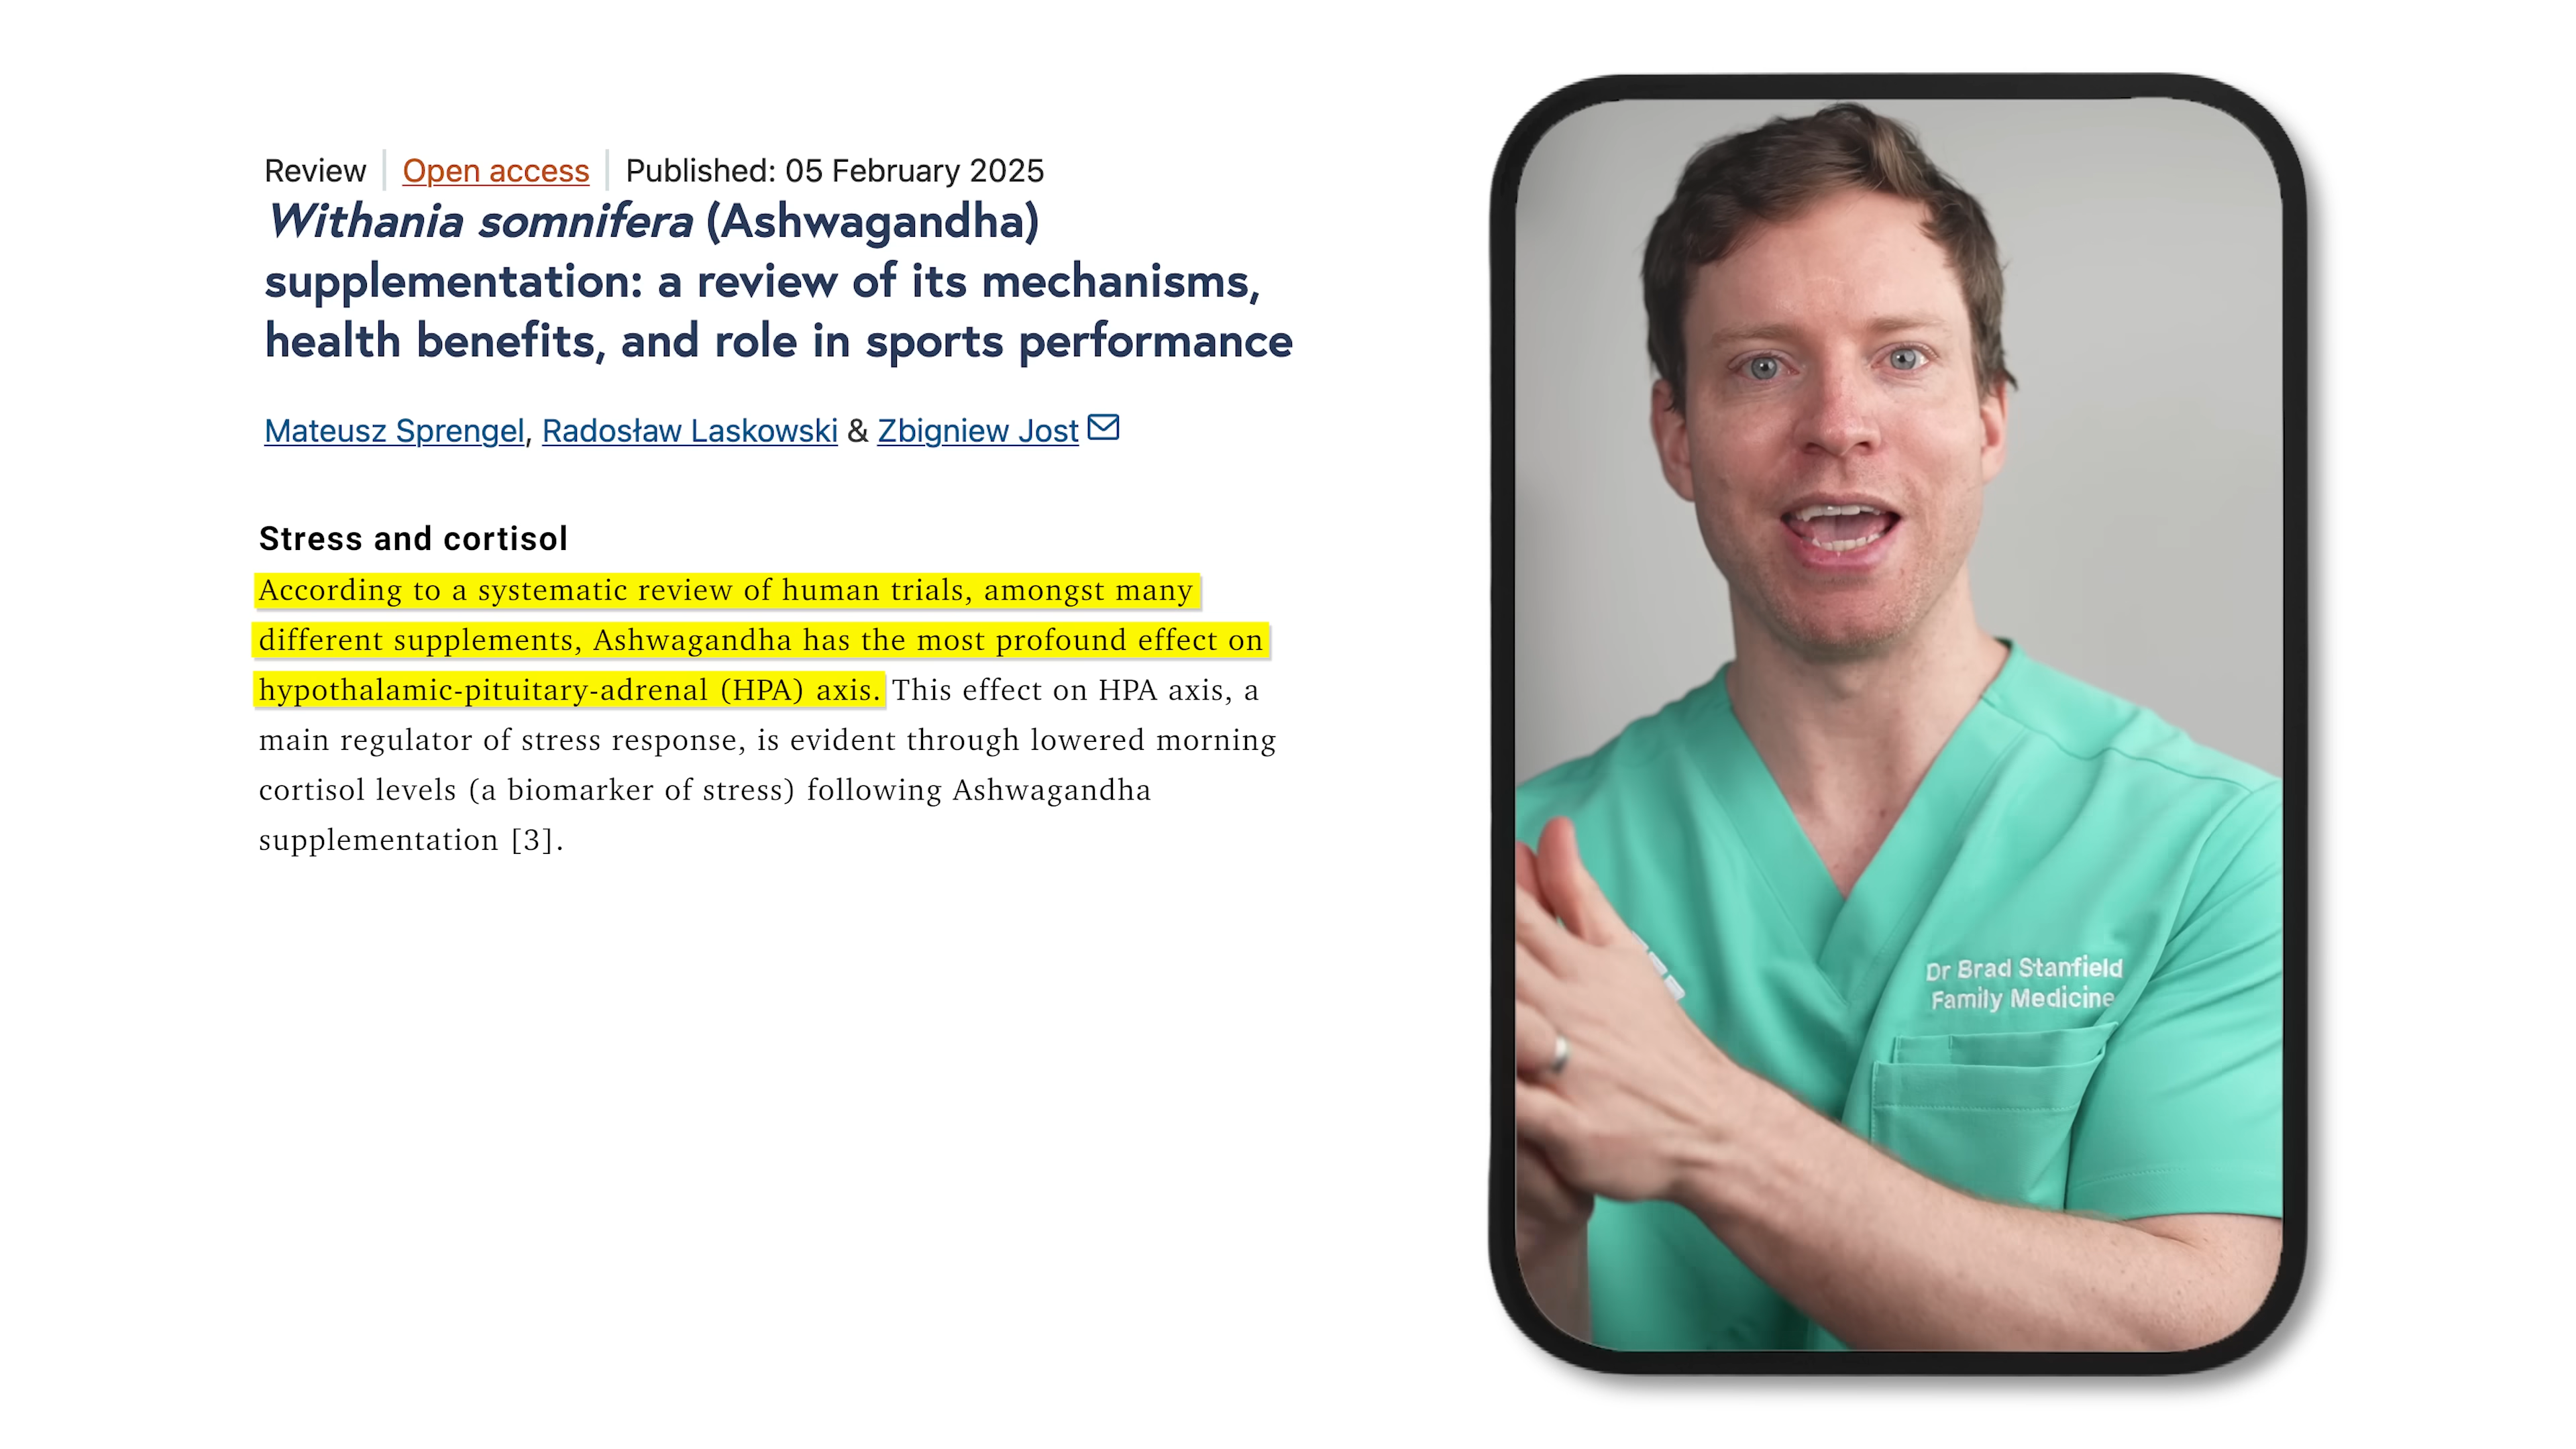 Review | Open access | Published: 05 February 2025
Withania somnifera (Ashwagandha)
supplementation: a review of its mechanisms,
health benefits, and role in sports performance
Mateusz Sprengel, Radosław Laskowski & Zbigniew Jost
Stress and cortisol
According to a systematic review of human trials, amongst many
different supplements, Ashwagandha has the most profound effect on
hypothalamic-pituitary-adrenal (HPA) axis. This effect on HPA axis, a
main regulator of stress response, is evident through lowered morning
cortisol levels (a biomarker of stress) following Ashwagandha
supplementation [3].
Dr Brad Stanfield
Family Medicine